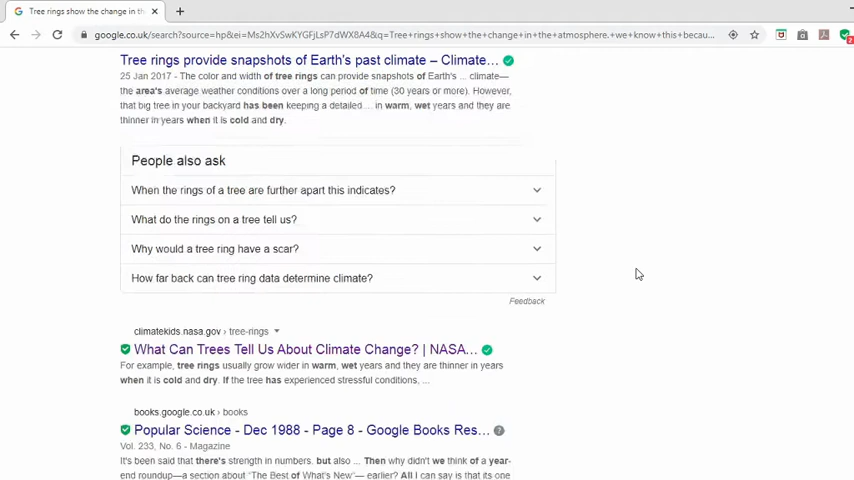 Tree rings show the change in the
google.co.uk/search?source=hp&ei=Ms2hXvSwKYGFjLsP7dWX8A4&q=Tree+rings+show+the+change+in+the+atmosphere.+we+know+this+becau...
Tree rings provide snapshots of Earth's past climate – Climate...
25 Jan 2017 - The color and width of tree rings can provide snapshots of Earth's ... climate—
the area's average weather conditions over a long period of time (30 years or more). However,
that big tree in your backyard has been keeping a detailed ... in warm, wet years and they are
thinner in years when it is cold and dry.
People also ask
When the rings of a tree are further apart this indicates?
What do the rings on a tree tell us?
Why would a tree ring have a scar?
How far back can tree ring data determine climate?
Feedback
climatekids.nasa.gov › tree-rings
What Can Trees Tell Us About Climate Change? | NASA...
For example, tree rings usually grow wider in warm, wet years and they are thinner in years
when it is cold and dry. If the tree has experienced stressful conditions, ...
books.google.co.uk › books
Popular Science - Dec 1988 - Page 8 - Google Books Res...
Vol. 233, No. 6 - Magazine
It's been said that there's strength in numbers. but also ... Then why didn't we think of a year-
end roundup—a section about "The Best of What's New"— earlier? All I can say is that its one